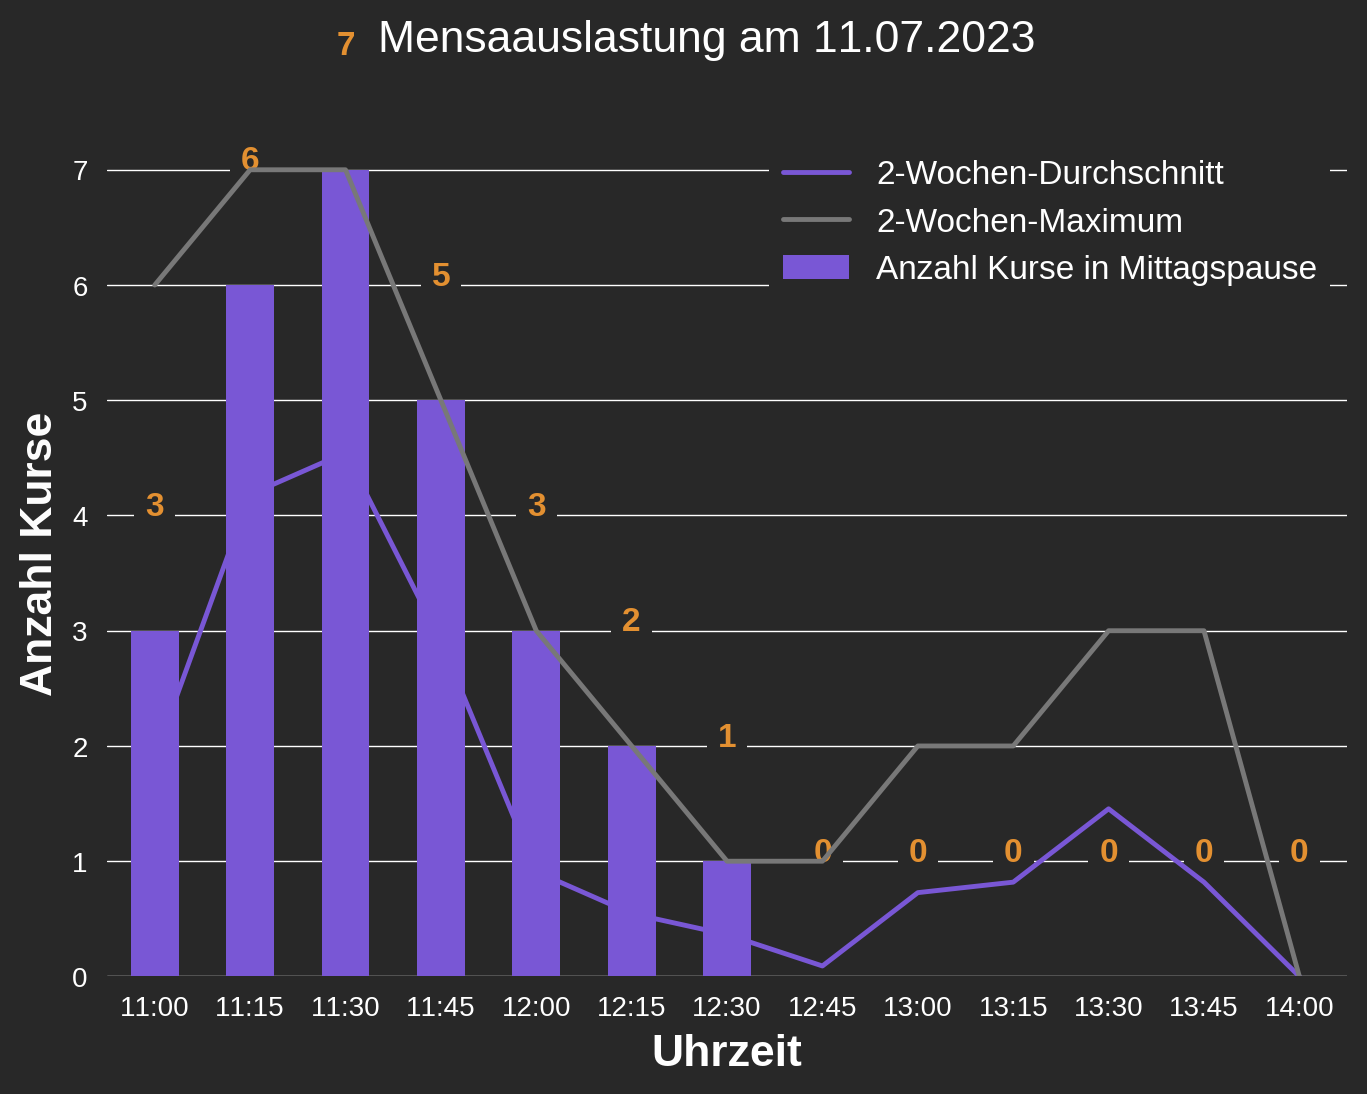 7 Mensaauslastung am 11.07.2023
2-Wochen-Durchschnitt
2-Wochen-Maximum
Anzahl Kurse in Mittagspause
Anzahl Kurse
7
6
5
4
3
2
1
0
3
6
5
3
2
1
0
0
0
0
0
0
11:00 11:15 11:30 11:45 12:00 12:15 12:30 12:45 13:00 13:15 13:30 13:45 14:00
Uhrzeit